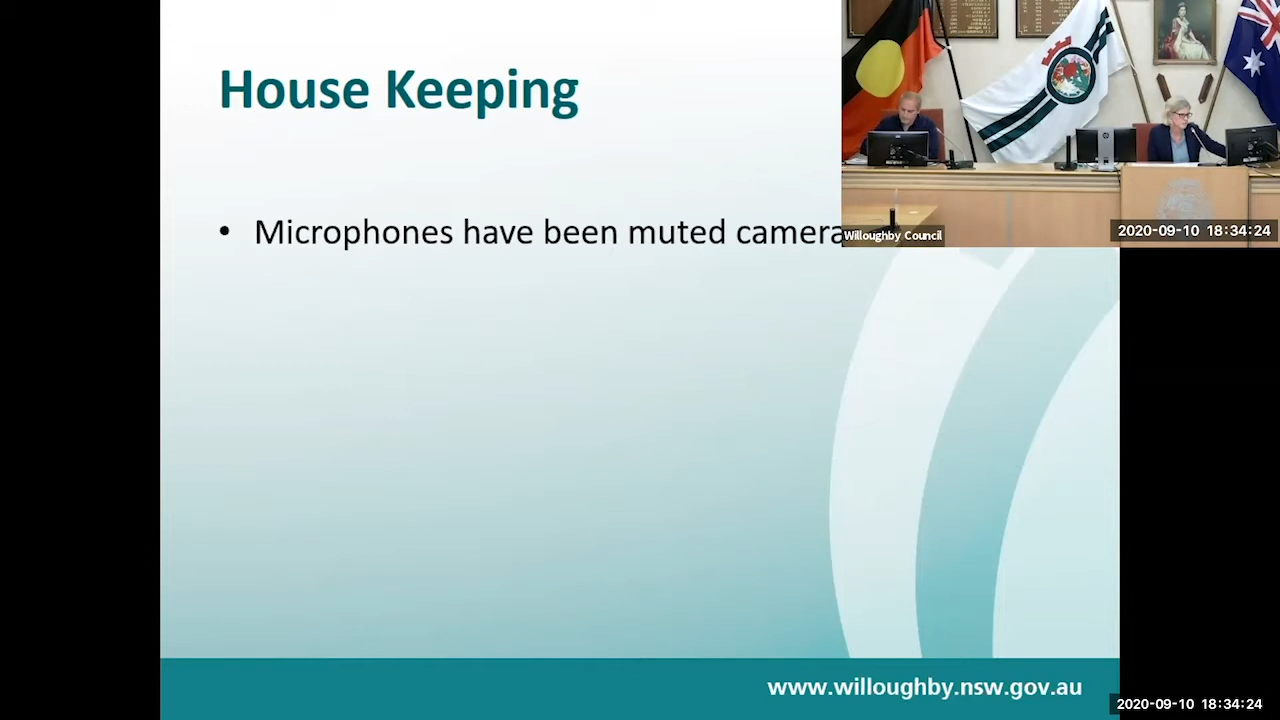 House Keeping
• Microphones have been muted camera
Willoughby Council
2020-09-10 18:34:24
www.willoughby.nsw.gov.au
2020-09-10 18:34:24